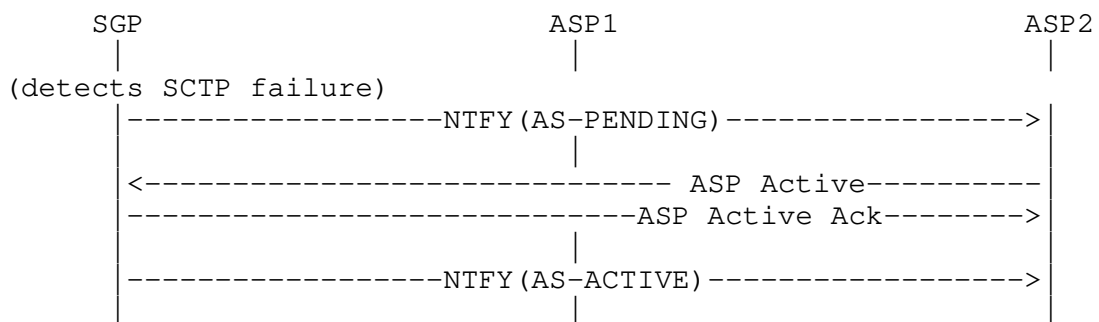 SGP ASP1 ASP2
(detects SCTP failure)
NTFY(AS-PENDING)
ASP Active
ASP Active Ack
NTFY(AS-ACTIVE)